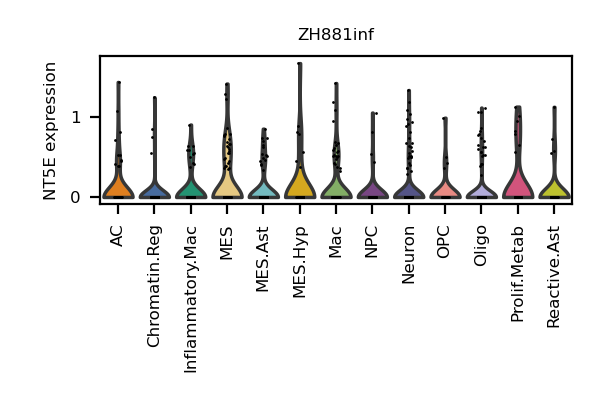 ZH881inf
NT5E expression
1
0
AC
Chromatin.Reg
Inflammatory.Mac
MES
MES.Ast
MES.Hyp
Mac
NPC
Neuron
OPC
Oligo
Prolif.Metab
Reactive.Ast